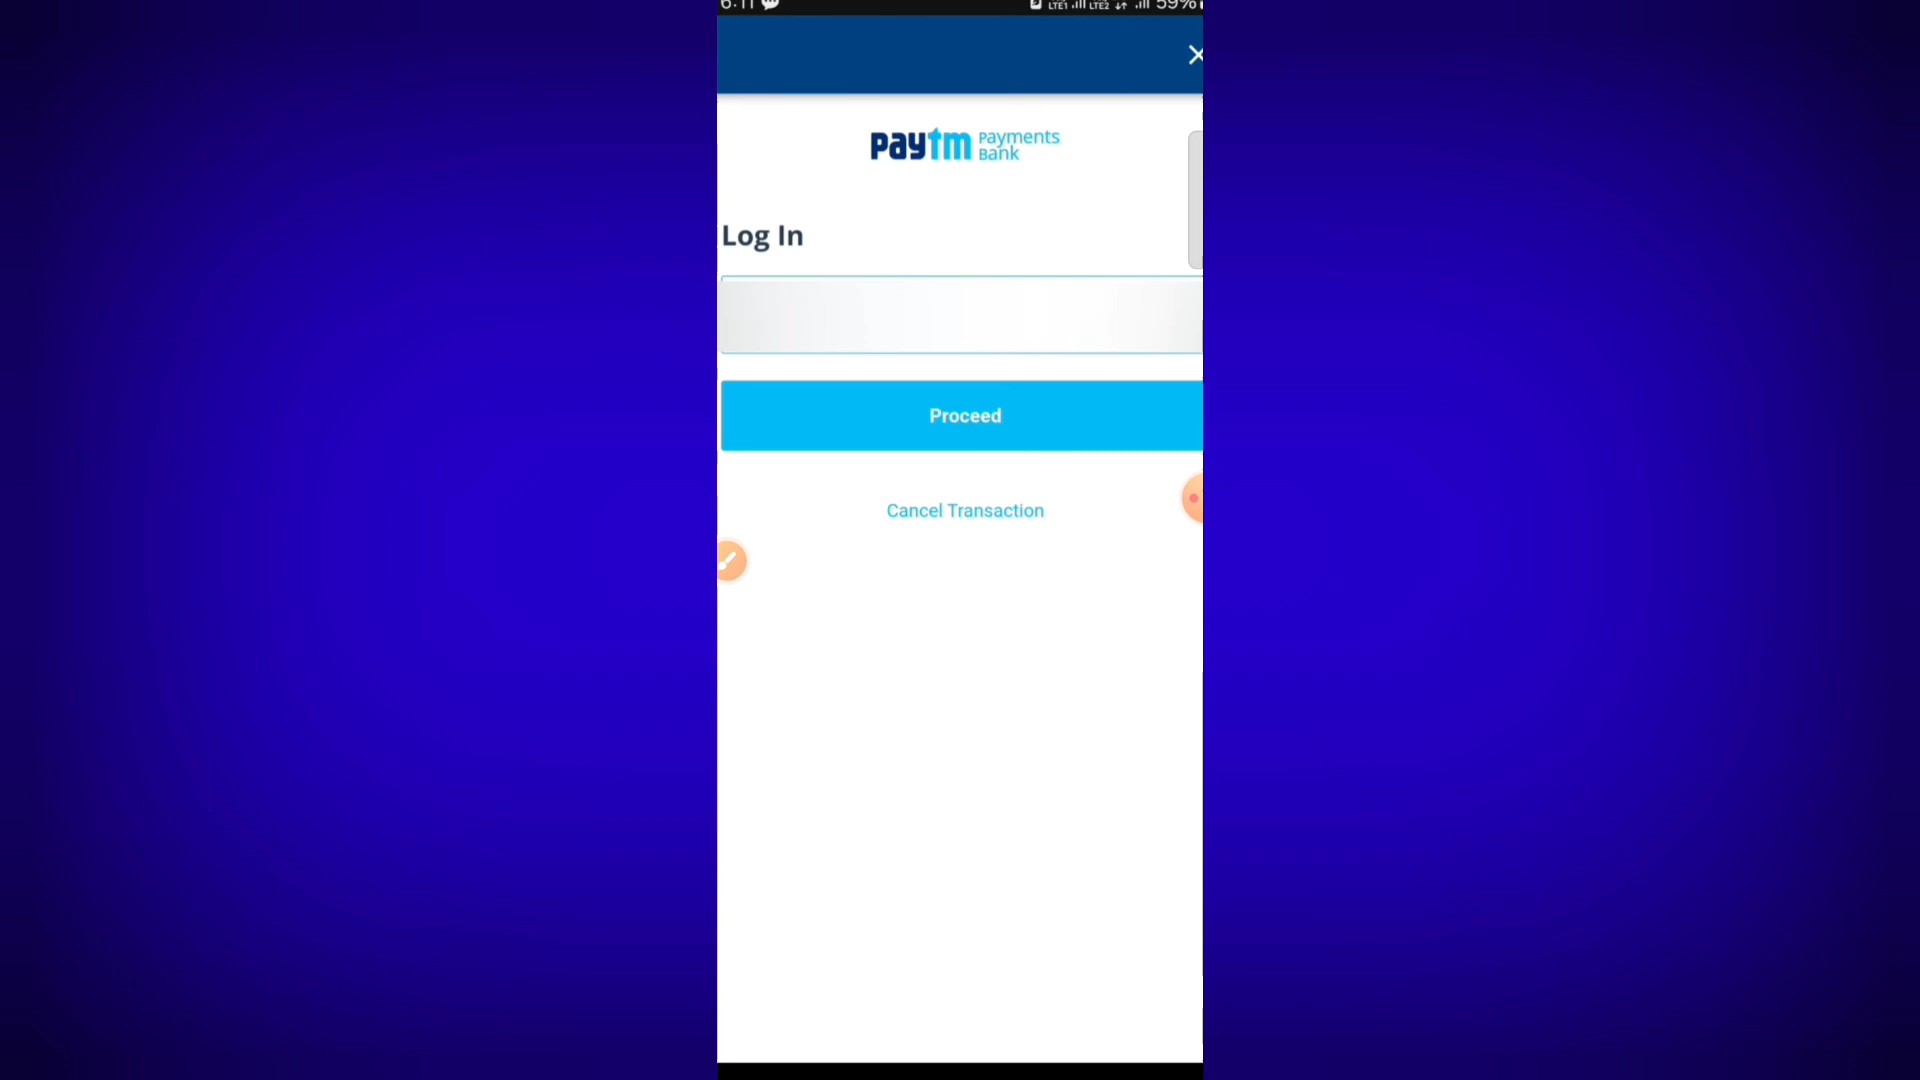 6:11 LTE1 LTE2 59%
paytm Payments
Bank
Log In
Proceed
Cancel Transaction